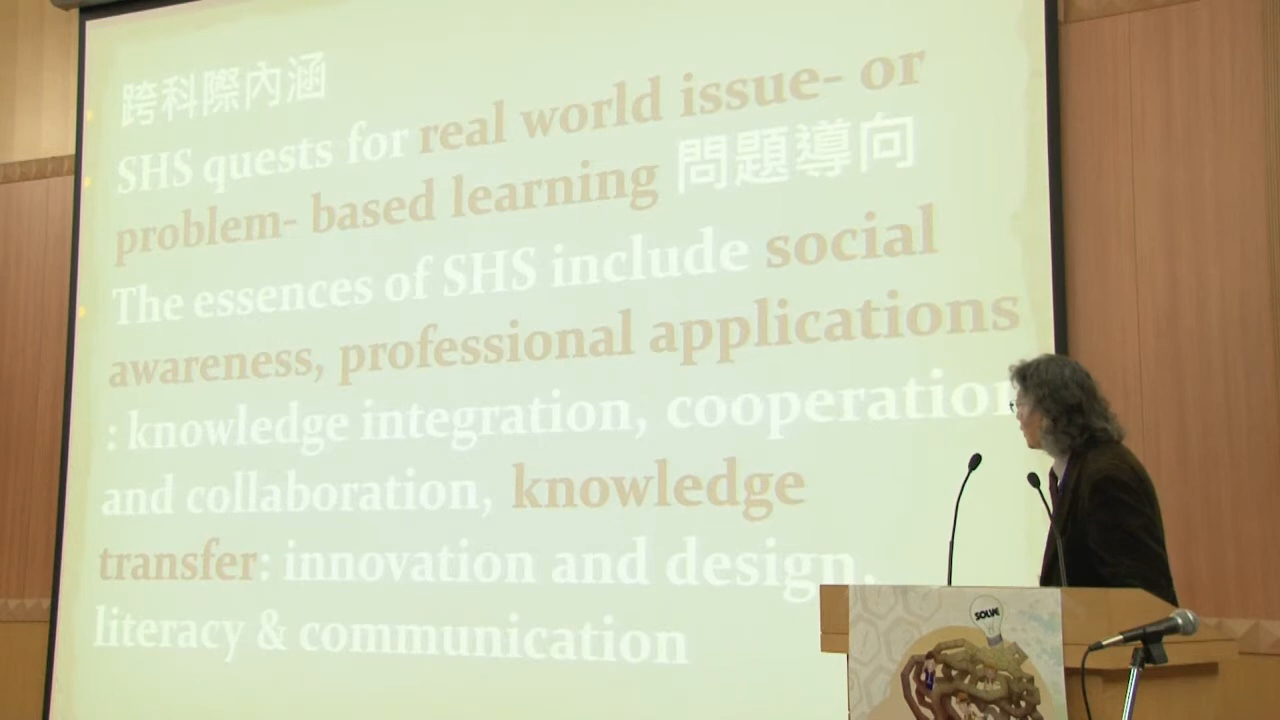 跨科際內涵
SHS quests for real world issue- or
problem- based learning 問題導向
The essences of SHS include social
awareness, professional applications
: knowledge integration, cooperation
and collaboration, knowledge
transfer: innovation and design,
literacy & communication
SOLVE